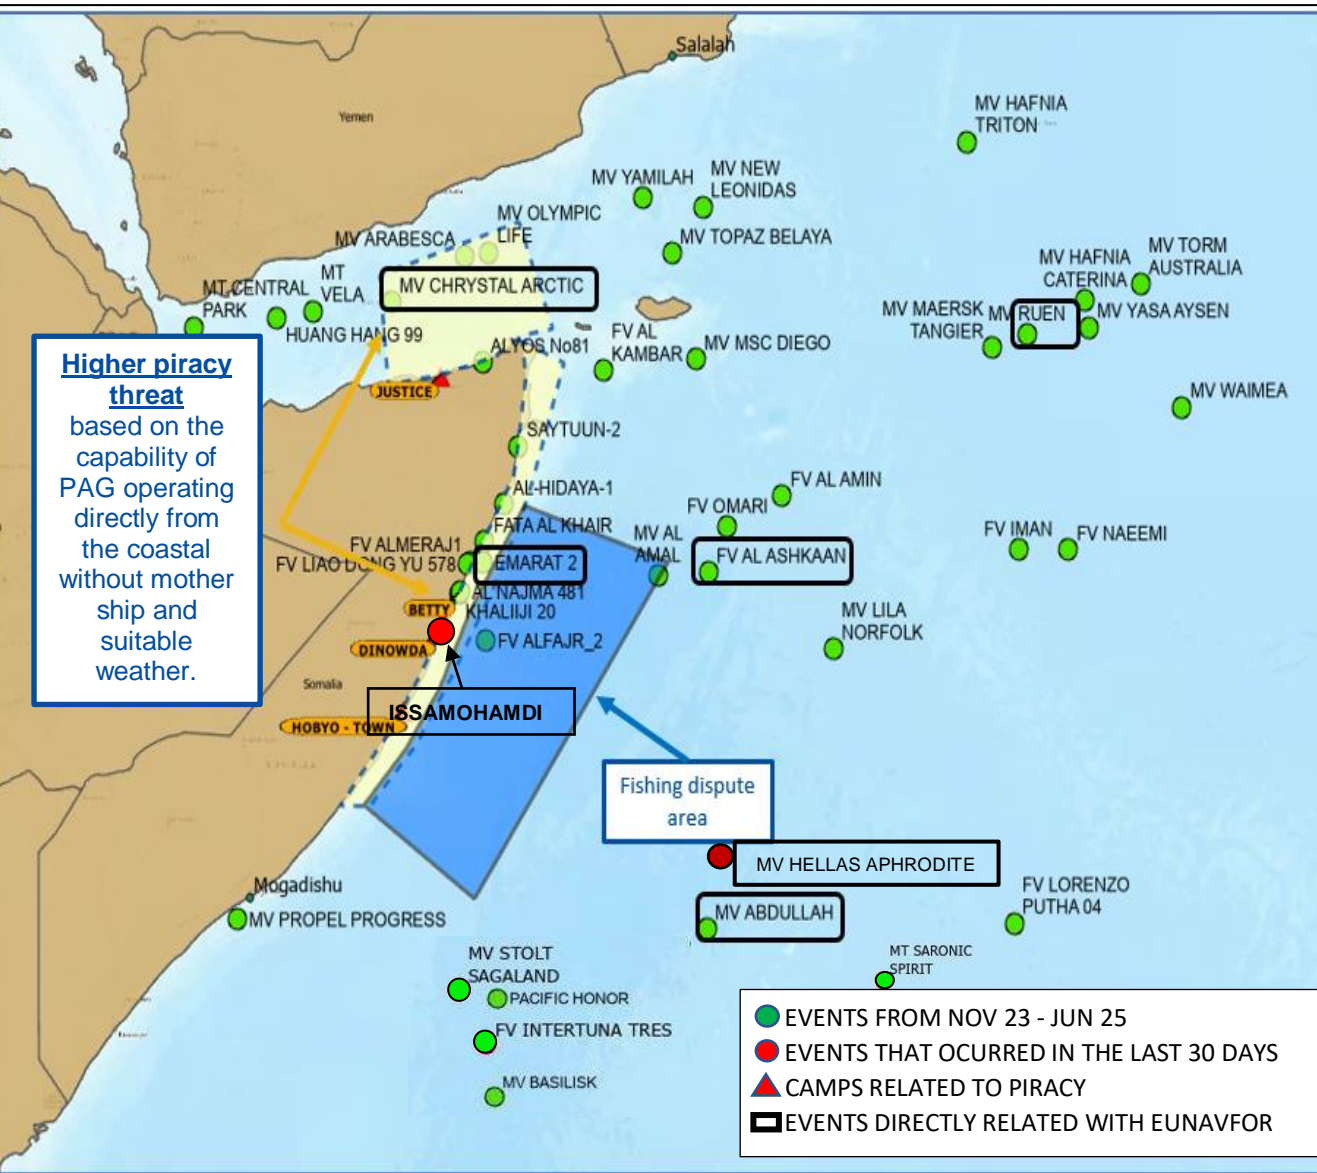 Salalah
Yemen
MV HAFNIA
TRITON
MV YAMILAH
MV NEW
LEONIDAS
MV OLYMPIC
LIFE
MV ARABESCA
MV TOPAZ BELAYA
MV TORM
AUSTRALIA
MV HAFNIA
CATERINA
MV CHRYSTAL ARCTIC
MT
VELA
MT CENTRAL
PARK
HUANG HANG 99
MV MAERSK
TANGIER
MV RUEN
MV YASA AYSEN
ALYOS No81
FV AL
KAMBAR
MV MSC DIEGO
JUSTICE
MV WAIMEA
Higher piracy
threat
based on the
capability of
PAG operating
directly from
the coastal
without mother
ship and
suitable
weather.
SAYTUUN-2
AL-HIDAYA-1
FV AL AMIN
FV OMARI
FATA AL KHAIR
MV AL
AMAL
FV IMAN
FV NAEEMI
FV ALMERAJ1
FV LIAO DONG YU 578
EMARAT 2
FV AL ASHKAAN
AL'NAJMA 481
BETTY
KHALIIJI 20
MV LILA
NORFOLK
DINOWDA
FV ALFAJR_2
Somalia
ISSAMOHAMDI
HOBYO - TOWN
Fishing dispute
area
MV HELLAS APHRODITE
Mogadishu
MV PROPEL PROGRESS
MV ABDULLAH
FV LORENZO
PUTHA 04
MV STOLT
SAGALAND
MT SARONIC
SPIRIT
PACIFIC HONOR
FV INTERTUNA TRES
MV BASILISK
EVENTS FROM NOV 23 - JUN 25
EVENTS THAT OCURRED IN THE LAST 30 DAYS
CAMPS RELATED TO PIRACY
EVENTS DIRECTLY RELATED WITH EUNAVFOR